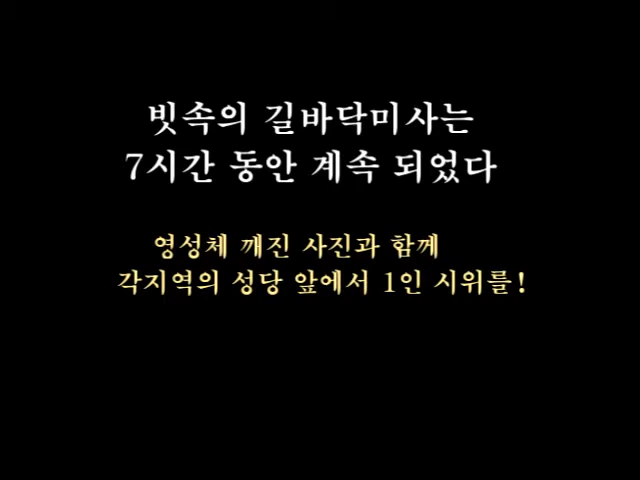 빗속의 길바닥미사는
7시간 동안 계속 되었다
영성체 깨진 사진과 함께
각지역의 성당 앞에서 1인 시위를!